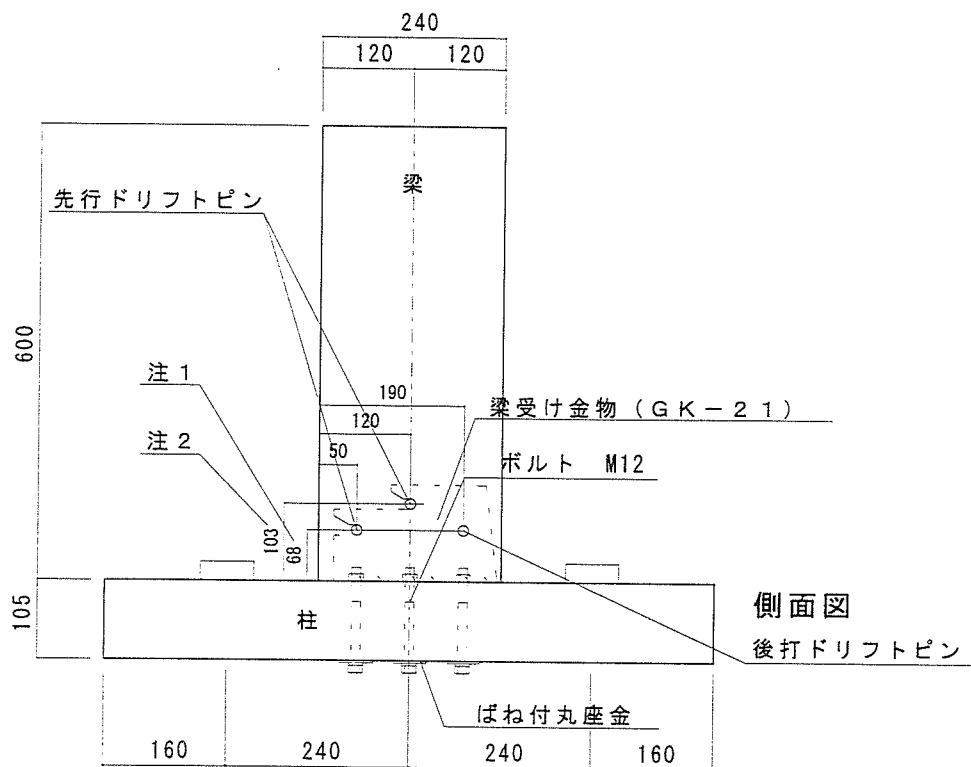 240
120
120
梁
先行ドリフトピン
600
注1
190
梁受け金物(GK-21)
120
注2
50
ボルト M12
103
68
105
柱
側面図
後打ドリフトピン
ばね付丸座金
160
240
240
160